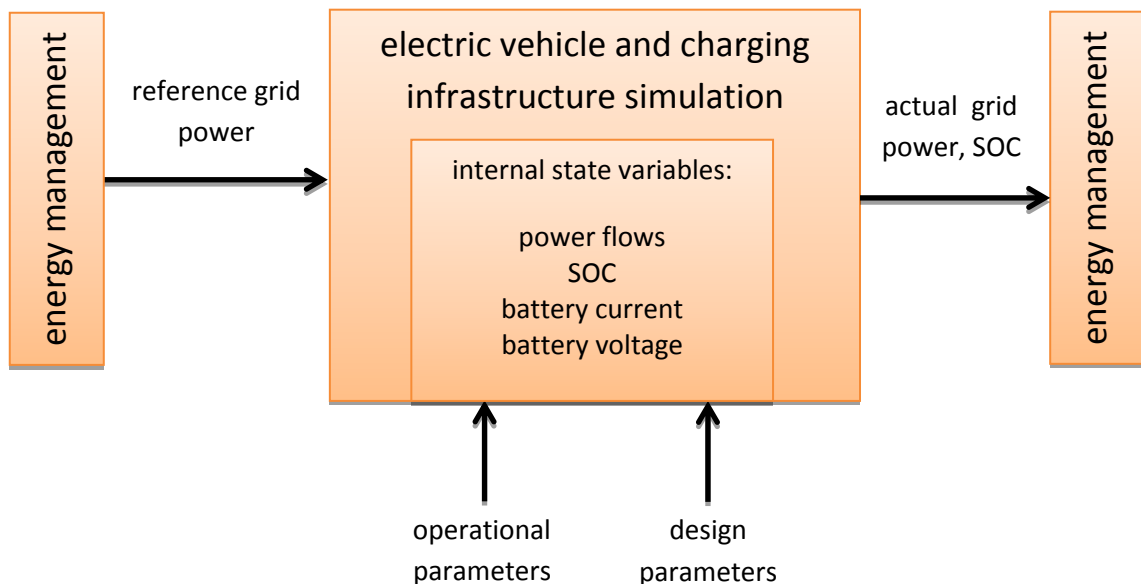 energy management
reference grid
power
electric vehicle and charging
infrastructure simulation
internal state variables:
power flows
SOC
battery current
battery voltage
actual grid
power, SOC
energy management
operational
parameters
design
parameters